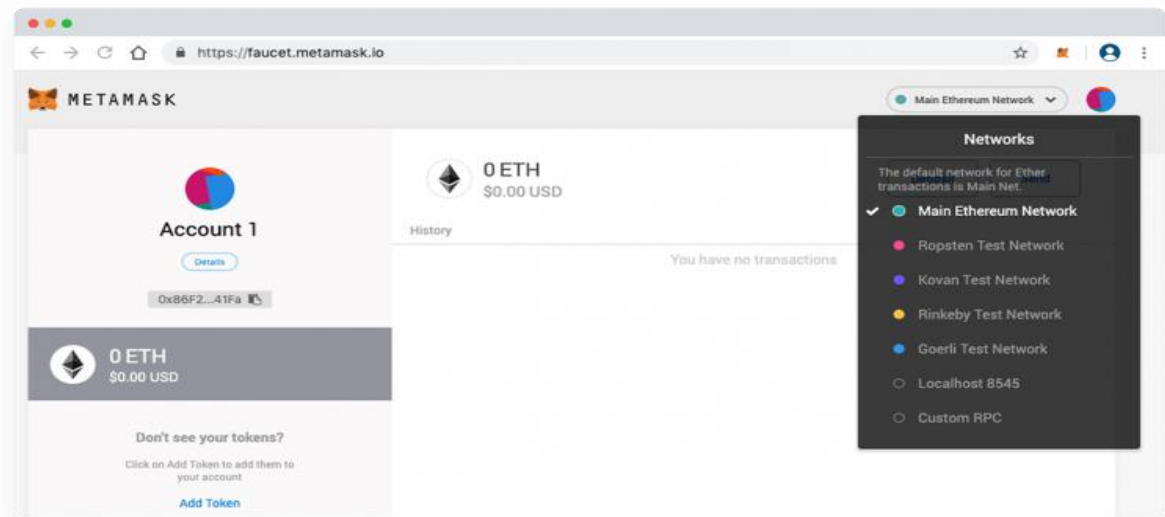 https://faucet.metamask.io
METAMASK
Main Ethereum Network
Account 1
Details
0x86F2...41Fa
0 ETH
$0.00 USD
Don't see your tokens?
Click on Add Token to add them to
your account
Add Token
0 ETH
$0.00 USD
History
You have no transactions
Networks
The default network for Ether
transactions is Main Net.
Main Ethereum Network
Ropsten Test Network
Kovan Test Network
Rinkeby Test Network
Goerli Test Network
Localhost 8545
Custom RPC